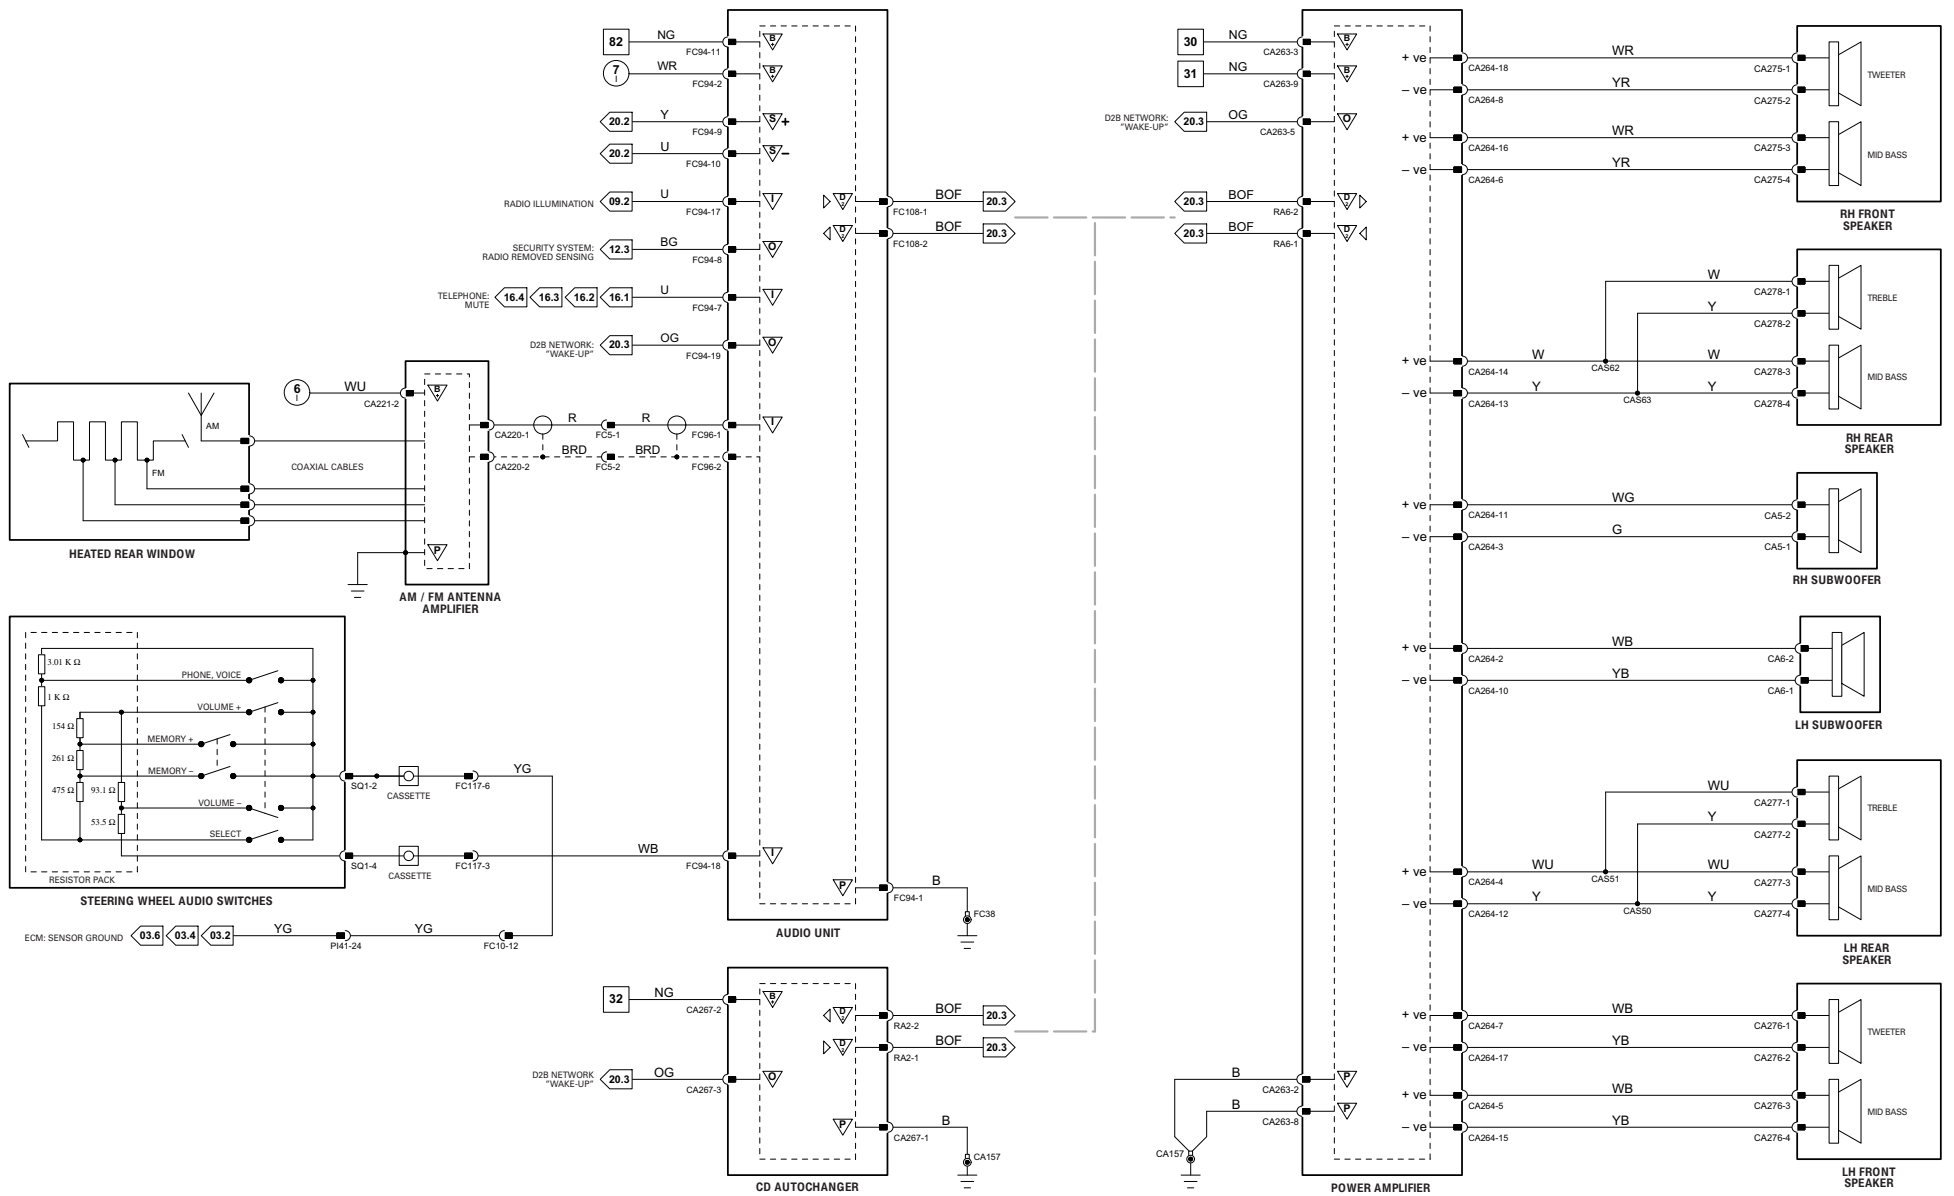 82 NG FC94-11 B+
7 I WR FC94-2 B+
20.2 Y FC94-9 S +
20.2 U FC94-10 S –
RADIO ILLUMINATION 09.2 U FC94-17 I
SECURITY SYSTEM:
RADIO REMOVED SENSING 12.3 BG FC94-8 O
TELEPHONE:
MUTE 16.4 16.3 16.2 16.1 U FC94-7 I
D2B NETWORK:
"WAKE-UP" 20.3 OG FC94-19 O
D2 FC108-1 BOF 20.3
D2 FC108-2 BOF 20.3
6 I WU CA221-2 B+
AM
FM
COAXIAL CABLES
HEATED REAR WINDOW
P
AM / FM ANTENNA
AMPLIFIER
CA220-1 R FC5-1 R FC96-1 I
CA220-2 BRD FC5-2 BRD FC96-2
3.01 K Ω
1 K Ω
154 Ω
261 Ω
475 Ω
93.1 Ω
53.5 Ω
PHONE, VOICE
VOLUME +
MEMORY +
MEMORY –
VOLUME –
SELECT
RESISTOR PACK
STEERING WHEEL AUDIO SWITCHES
SQ1-2 CASSETTE FC117-6 YG
SQ1-4 CASSETTE FC117-3 WB FC94-18 I
ECM: SENSOR GROUND 03.6 03.4 03.2 YG PI41-24 YG FC10-12
P FC94-1 B FC38
AUDIO UNIT
32 NG CA267-2 B+
D2B NETWORK
"WAKE-UP" 20.3 OG CA267-3 O
D2 RA2-2 BOF 20.3
D2 RA2-1 BOF 20.3
P CA267-1 B CA157
CD AUTOCHANGER
30 NG CA263-3 B+
31 NG CA263-9 B+
D2B NETWORK:
"WAKE-UP" 20.3 OG CA263-5 O
20.3 BOF RA6-2 D2
20.3 BOF RA6-1 D2
B CA263-2 P
B CA263-8 P
CA157
POWER AMPLIFIER
+ ve CA264-18 WR CA275-1
– ve CA264-8 YR CA275-2
TWEETER
+ ve CA264-16 WR CA275-3
– ve CA264-6 YR CA275-4
MID BASS
RH FRONT
SPEAKER
W CA278-1
Y CA278-2
TREBLE
+ ve CA264-14 W CAS62 W CA278-3
– ve CA264-13 Y CAS63 Y CA278-4
MID BASS
RH REAR
SPEAKER
+ ve CA264-11 WG CA5-2
– ve CA264-3 G CA5-1
RH SUBWOOFER
+ ve CA264-2 WB CA6-2
– ve CA264-10 YB CA6-1
LH SUBWOOFER
WU CA277-1
Y CA277-2
TREBLE
+ ve CA264-4 WU CAS51 WU CA277-3
– ve CA264-12 Y CAS50 Y CA277-4
MID BASS
LH REAR
SPEAKER
+ ve CA264-7 WB CA276-1
– ve CA264-17 YB CA276-2
TWEETER
+ ve CA264-5 WB CA276-3
– ve CA264-15 YB CA276-4
MID BASS
LH FRONT
SPEAKER